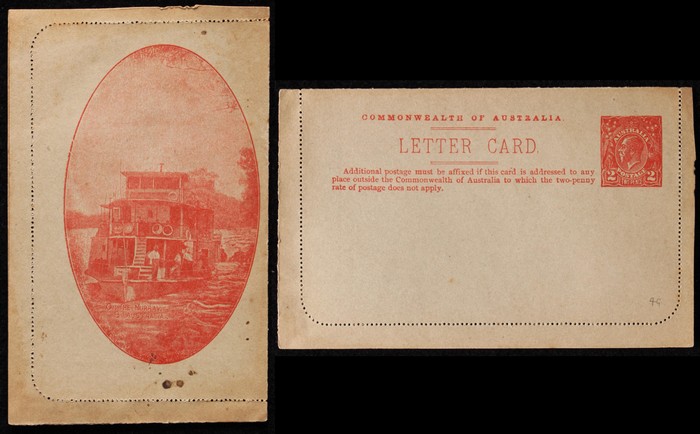 COMMONWEALTH OF AUSTRALIA.
LETTER CARD.
Additional postage must be affixed if this card is addressed to any
place outside the Commonwealth of Australia to which the two-penny
rate of postage does not apply.
AUSTRALIA
POSTAGE
2 2